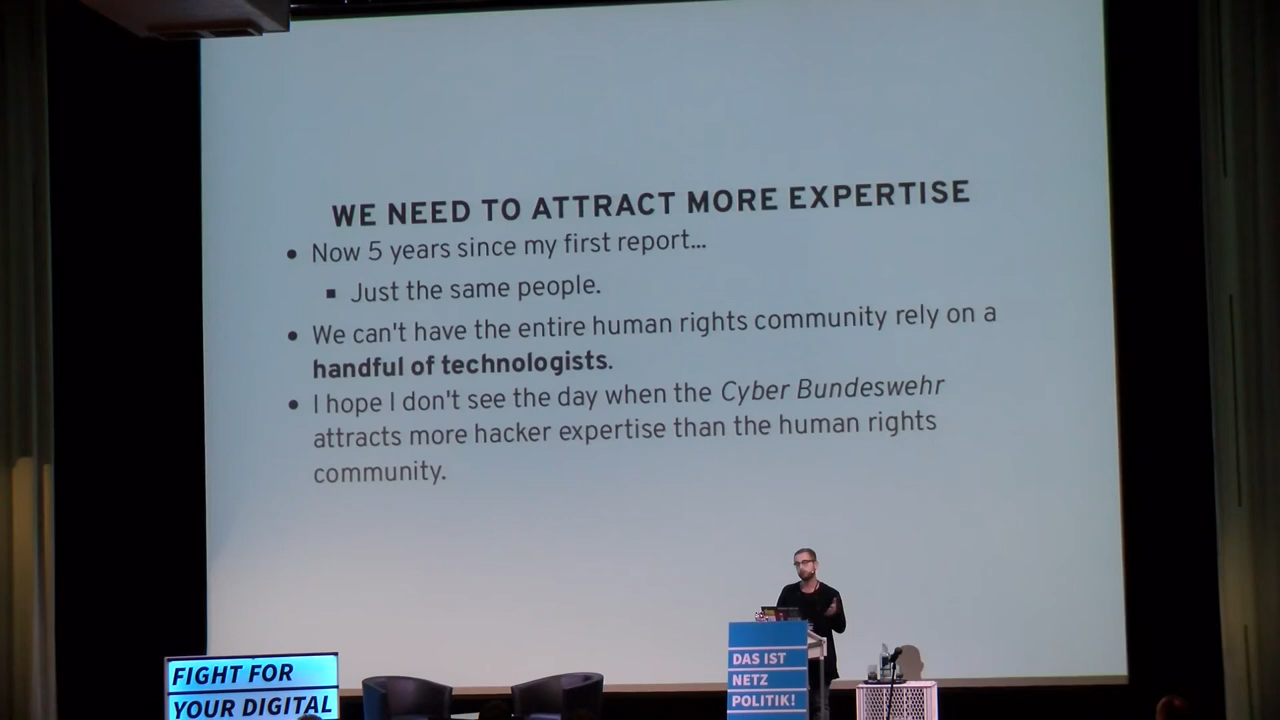 WE NEED TO ATTRACT MORE EXPERTISE
• Now 5 years since my first report...
▪ Just the same people.
• We can't have the entire human rights community rely on a
handful of technologists.
• I hope I don't see the day when the Cyber Bundeswehr
attracts more hacker expertise than the human rights
community.
FIGHT FOR
YOUR DIGITAL
DAS IST
NETZ
POLITIK!